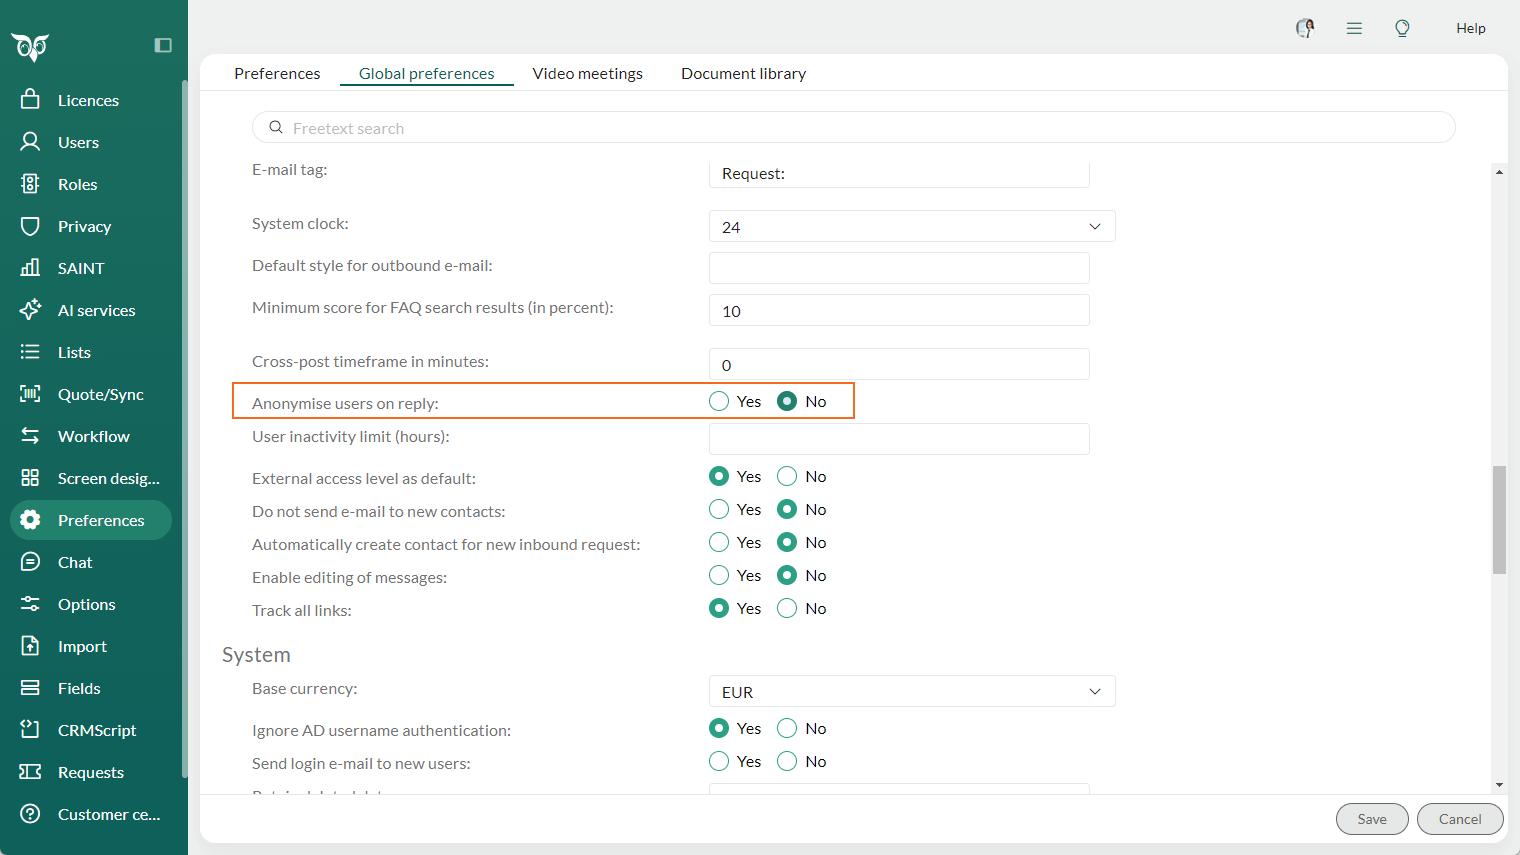 Help
Preferences
Global preferences
Video meetings
Document library
Freetext search
Licences
Users
Roles
Privacy
SAINT
AI services
Lists
Quote/Sync
Workflow
Screen desig...
Preferences
Chat
Options
Import
Fields
CRMScript
Requests
Customer ce...
E-mail tag: Request:
System clock: 24
Default style for outbound e-mail:
Minimum score for FAQ search results (in percent): 10
Cross-post timeframe in minutes: 0
Anonymise users on reply: Yes No
User inactivity limit (hours):
External access level as default: Yes No
Do not send e-mail to new contacts: Yes No
Automatically create contact for new inbound request: Yes No
Enable editing of messages: Yes No
Track all links: Yes No
System
Base currency: EUR
Ignore AD username authentication: Yes No
Send login e-mail to new users: Yes No
Save
Cancel